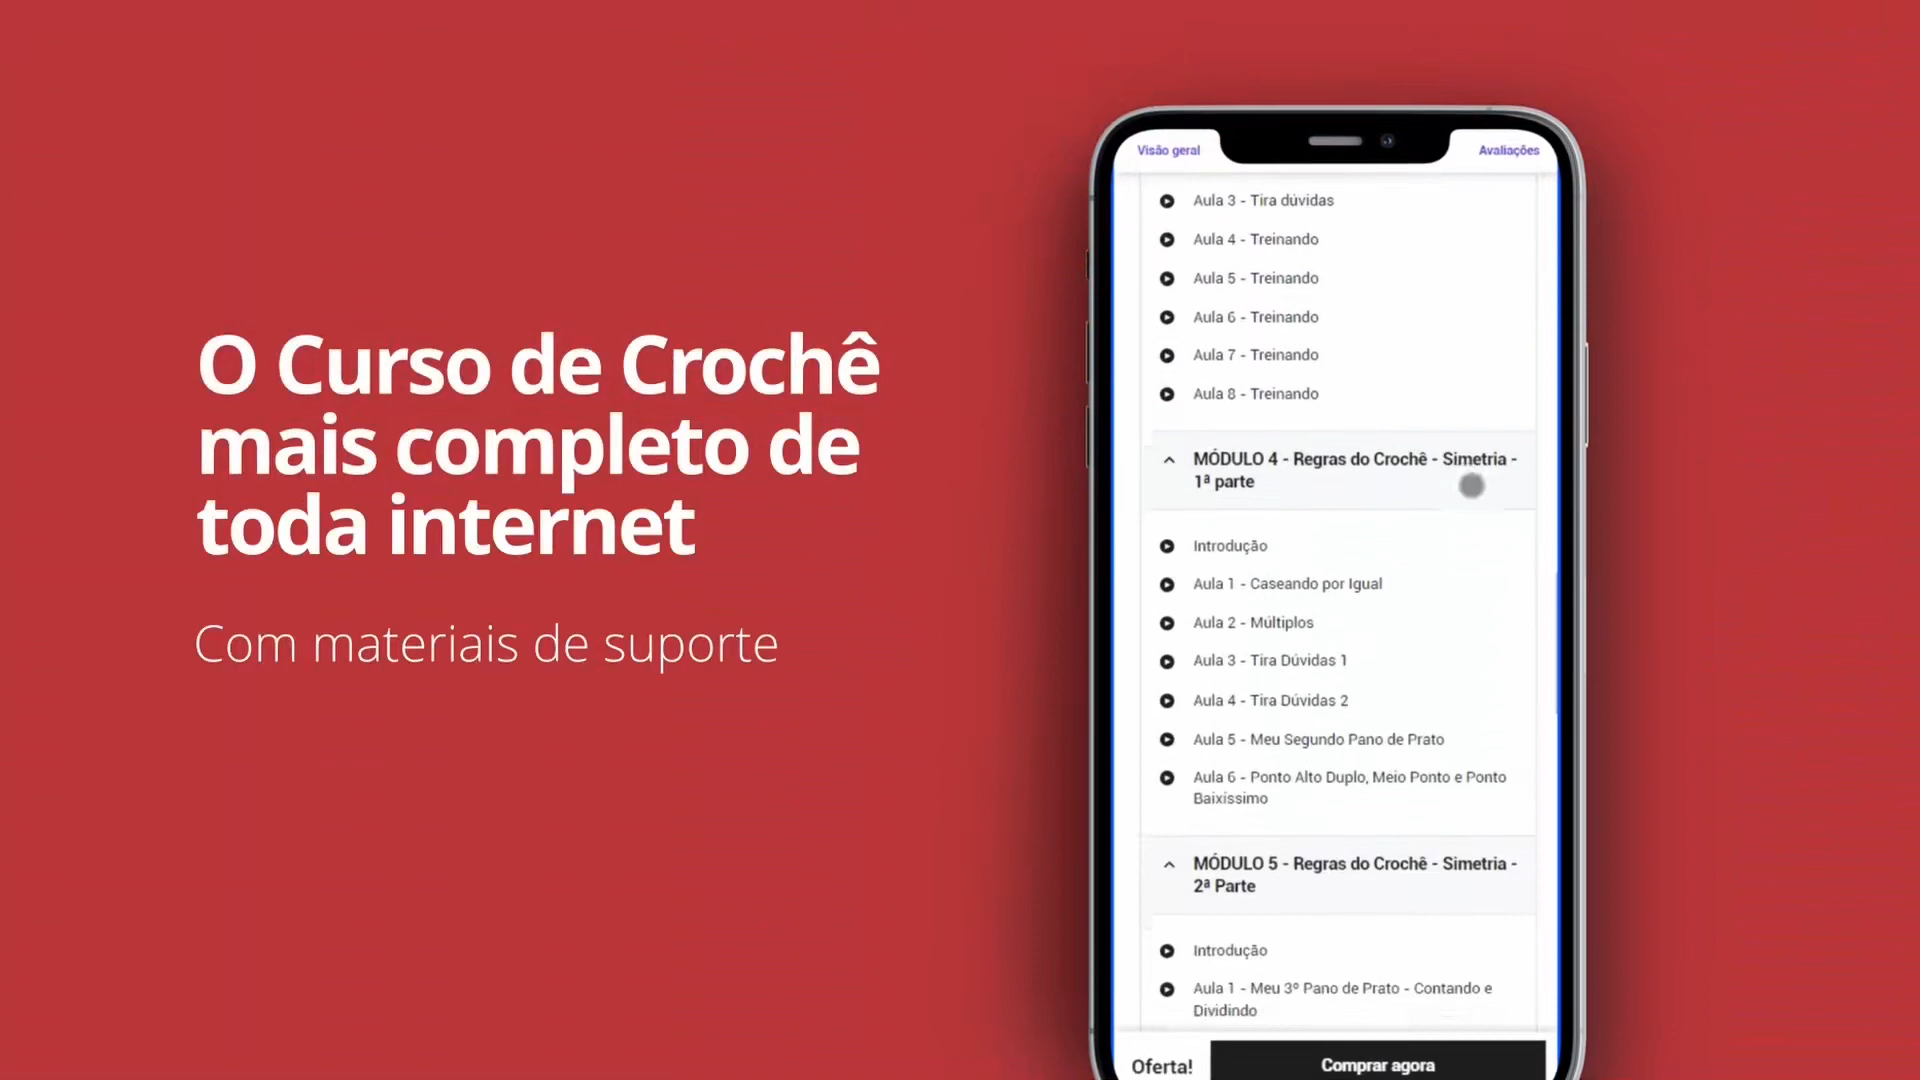 O Curso de Crochê
mais completo de
toda internet
Com materiais de suporte
Visão geral
Avaliações
Aula 3 - Tira dúvidas
Aula 4 - Treinando
Aula 5 - Treinando
Aula 6 - Treinando
Aula 7 - Treinando
Aula 8 - Treinando
MÓDULO 4 - Regras do Crochê - Simetria -
1ª parte
Introdução
Aula 1 - Caseando por Igual
Aula 2 - Múltiplos
Aula 3 - Tira Dúvidas 1
Aula 4 - Tira Dúvidas 2
Aula 5 - Meu Segundo Pano de Prato
Aula 6 - Ponto Alto Duplo, Meio Ponto e Ponto
Baixíssimo
MÓDULO 5 - Regras do Crochê - Simetria -
2ª Parte
Introdução
Aula 1 - Meu 3º Pano de Prato - Contando e
Dividindo
Oferta!
Comprar agora